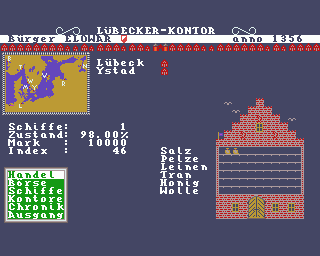 LÜBECKER-KONTOR
Bürger ELOWAR anno 1356
Lübeck
Ystad
Schiffe: 1
Zustand: 98.00%
Mark : 10000
Index : 46
Handel
Börse
Schiffe
Kontore
Chronik
Ausgang
Salz
Pelze
Leinen
Tran
Honig
Wolle